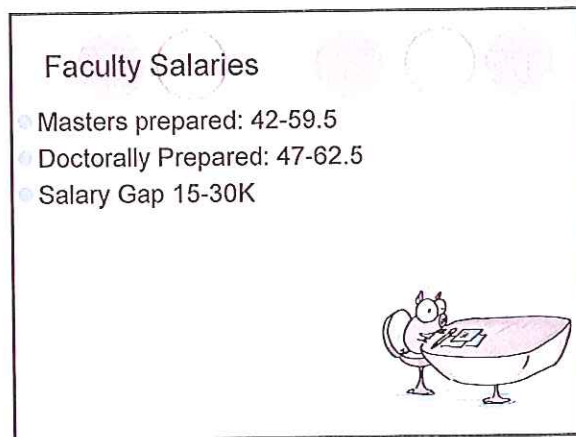 Faculty Salaries
Masters prepared: 42-59.5
Doctorally Prepared: 47-62.5
Salary Gap 15-30K